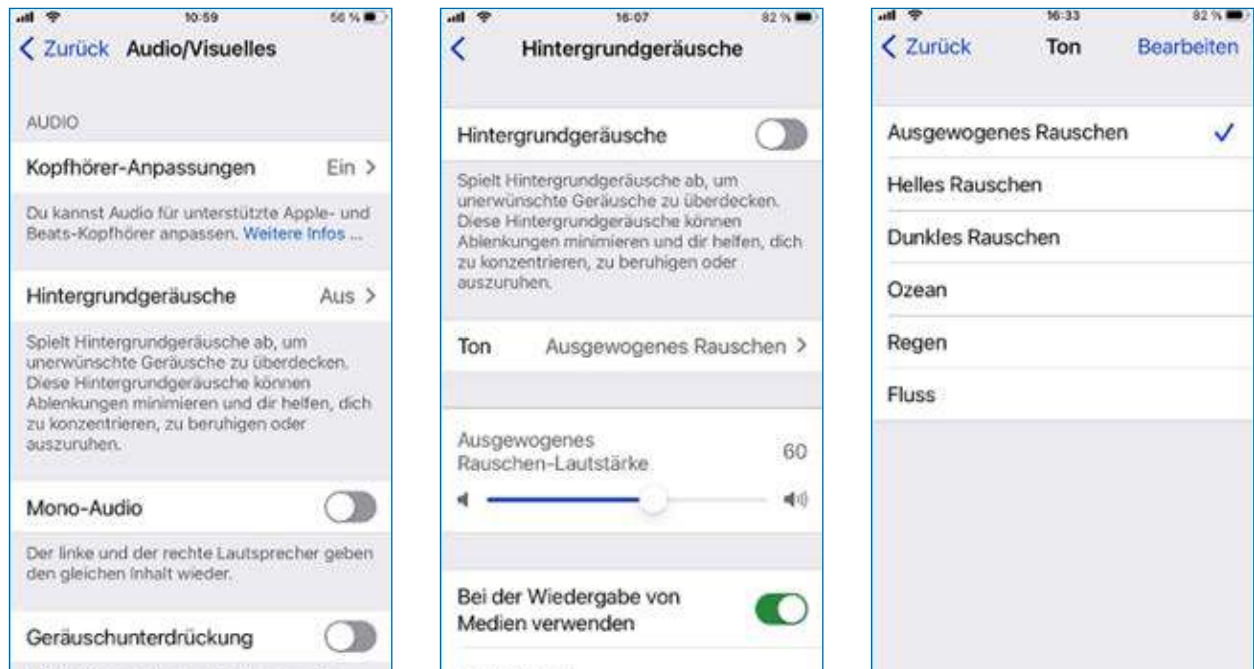 10:59
56 %
Zurück Audio/Visuelles
AUDIO
Kopfhörer-Anpassungen Ein >
Du kannst Audio für unterstützte Apple- und
Beats-Kopfhörer anpassen. Weitere Infos ...
Hintergrundgeräusche Aus >
Spielt Hintergrundgeräusche ab, um
unerwünschte Geräusche zu überdecken.
Diese Hintergrundgeräusche können
Ablenkungen minimieren und dir helfen, dich
zu konzentrieren, zu beruhigen oder
auszuruhen.
Mono-Audio
Der linke und der rechte Lautsprecher geben
den gleichen Inhalt wieder.
Geräuschunterdrückung
16:07
82 %
Hintergrundgeräusche
Hintergrundgeräusche
Spielt Hintergrundgeräusche ab, um
unerwünschte Geräusche zu überdecken.
Diese Hintergrundgeräusche können
Ablenkungen minimieren und dir helfen, dich
zu konzentrieren, zu beruhigen oder
auszuruhen.
Ton Ausgewogenes Rauschen >
Ausgewogenes
Rauschen-Lautstärke 60
Bei der Wiedergabe von
Medien verwenden
16:33
82 %
Zurück Ton Bearbeiten
Ausgewogenes Rauschen
Helles Rauschen
Dunkles Rauschen
Ozean
Regen
Fluss